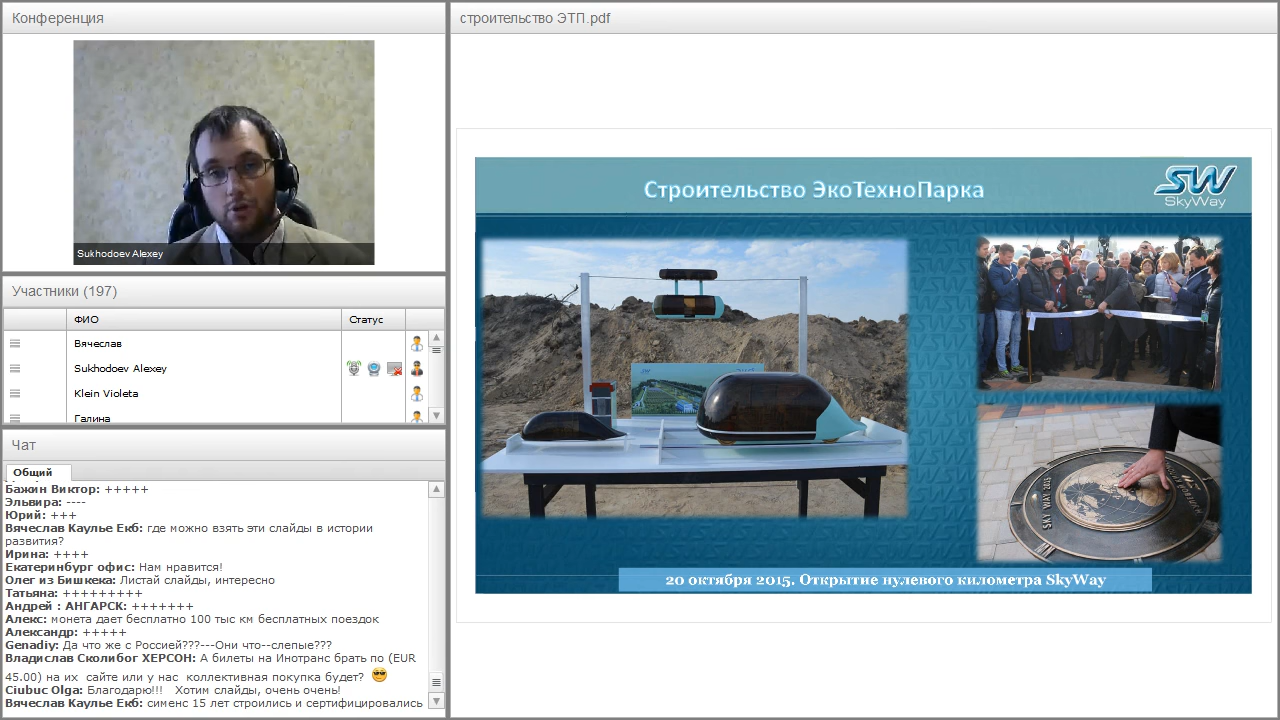 Конференция
Sukhodoev Alexey
Участники (197)
ФИО
Статус
Вячеслав
Sukhodoev Alexey
Klein Violeta
Галина
Чат
Общий
Бажин Виктор: +++++
Эльвира: ----
Юрий: +++
Вячеслав Каулье Екб: где можно взять эти слайды в истории
развития?
Ирина: ++++
Екатеринбург офис: Нам нравится!
Олег из Бишкека: Листай слайды, интересно
Татьяна: +++++++++
Андрей : АНГАРСК: +++++++
Алекс: монета дает бесплатно 100 тыс км бесплатных поездок
Александр: +++++
Genadiy: Да что же с Россией???---Они что--слепые???
Владислав Сколибог ХЕРСОН: А билеты на Инотранс брать по (EUR
45.00) на их сайте или у нас коллективная покупка будет?
Ciubuc Olga: Благодарю!!! Хотим слайды, очень очень!
Вячеслав Каулье Екб: сименс 15 лет строились и сертифицировались
строительство ЭТП.pdf
Строительство ЭкоТехноПарка
SW
SkyWay
SKY WAY 2015
20 октября 2015. Открытие нулевого километра SkyWay